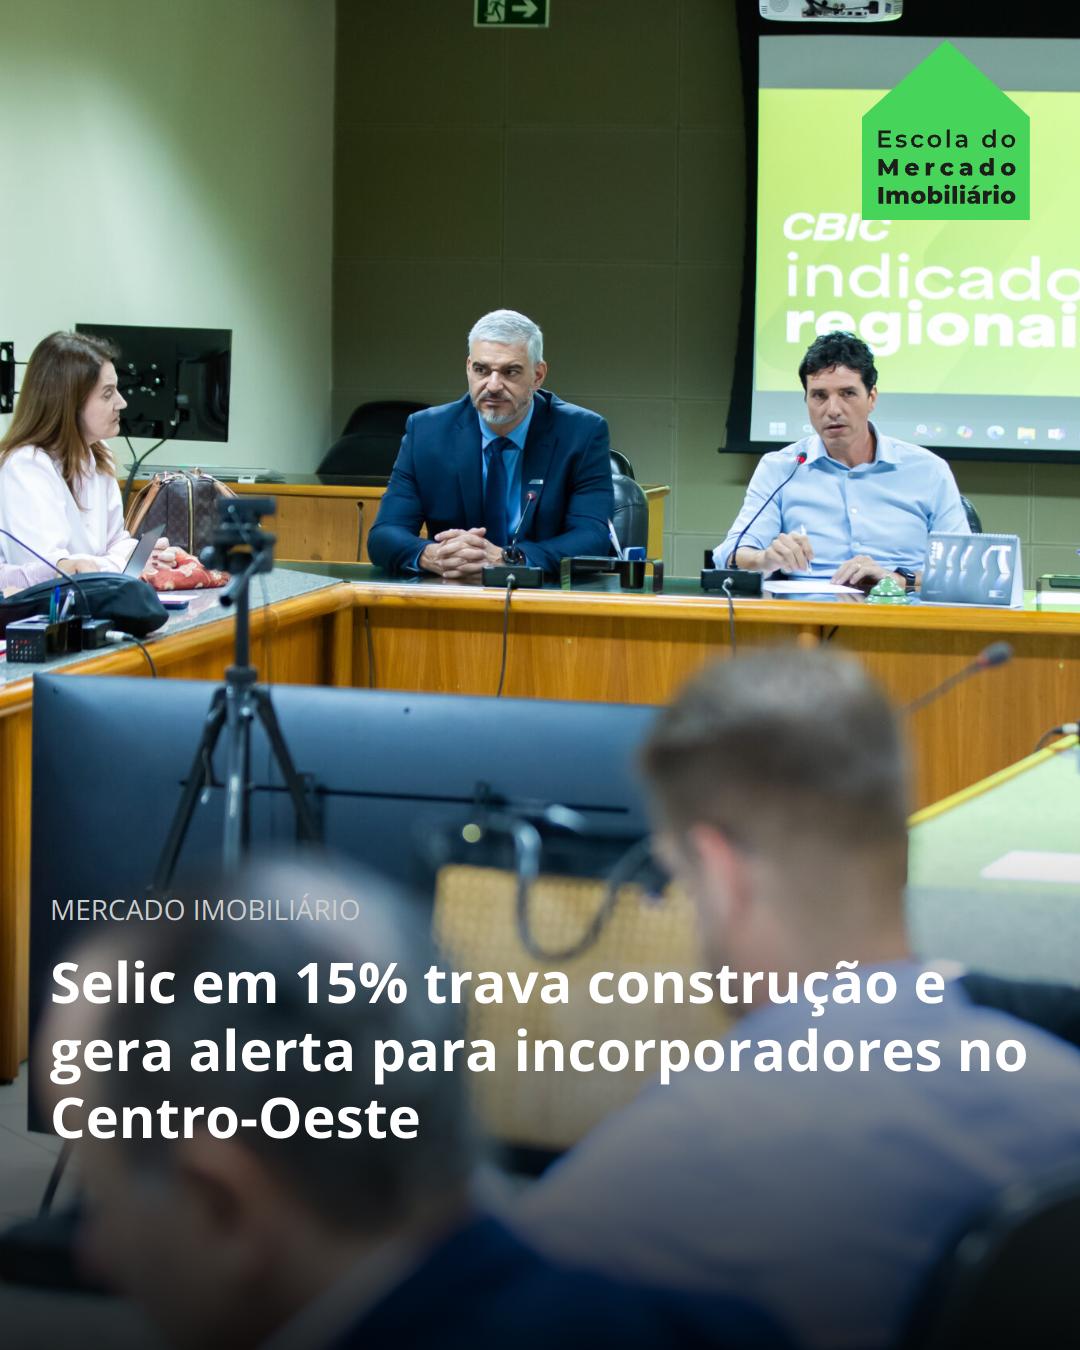 Escola do
Mercado
Imobiliário
CBIC
indicado
regionai
MERCADO IMOBILIÁRIO
Selic em 15% trava construção e
gera alerta para incorporadores no
Centro-Oeste